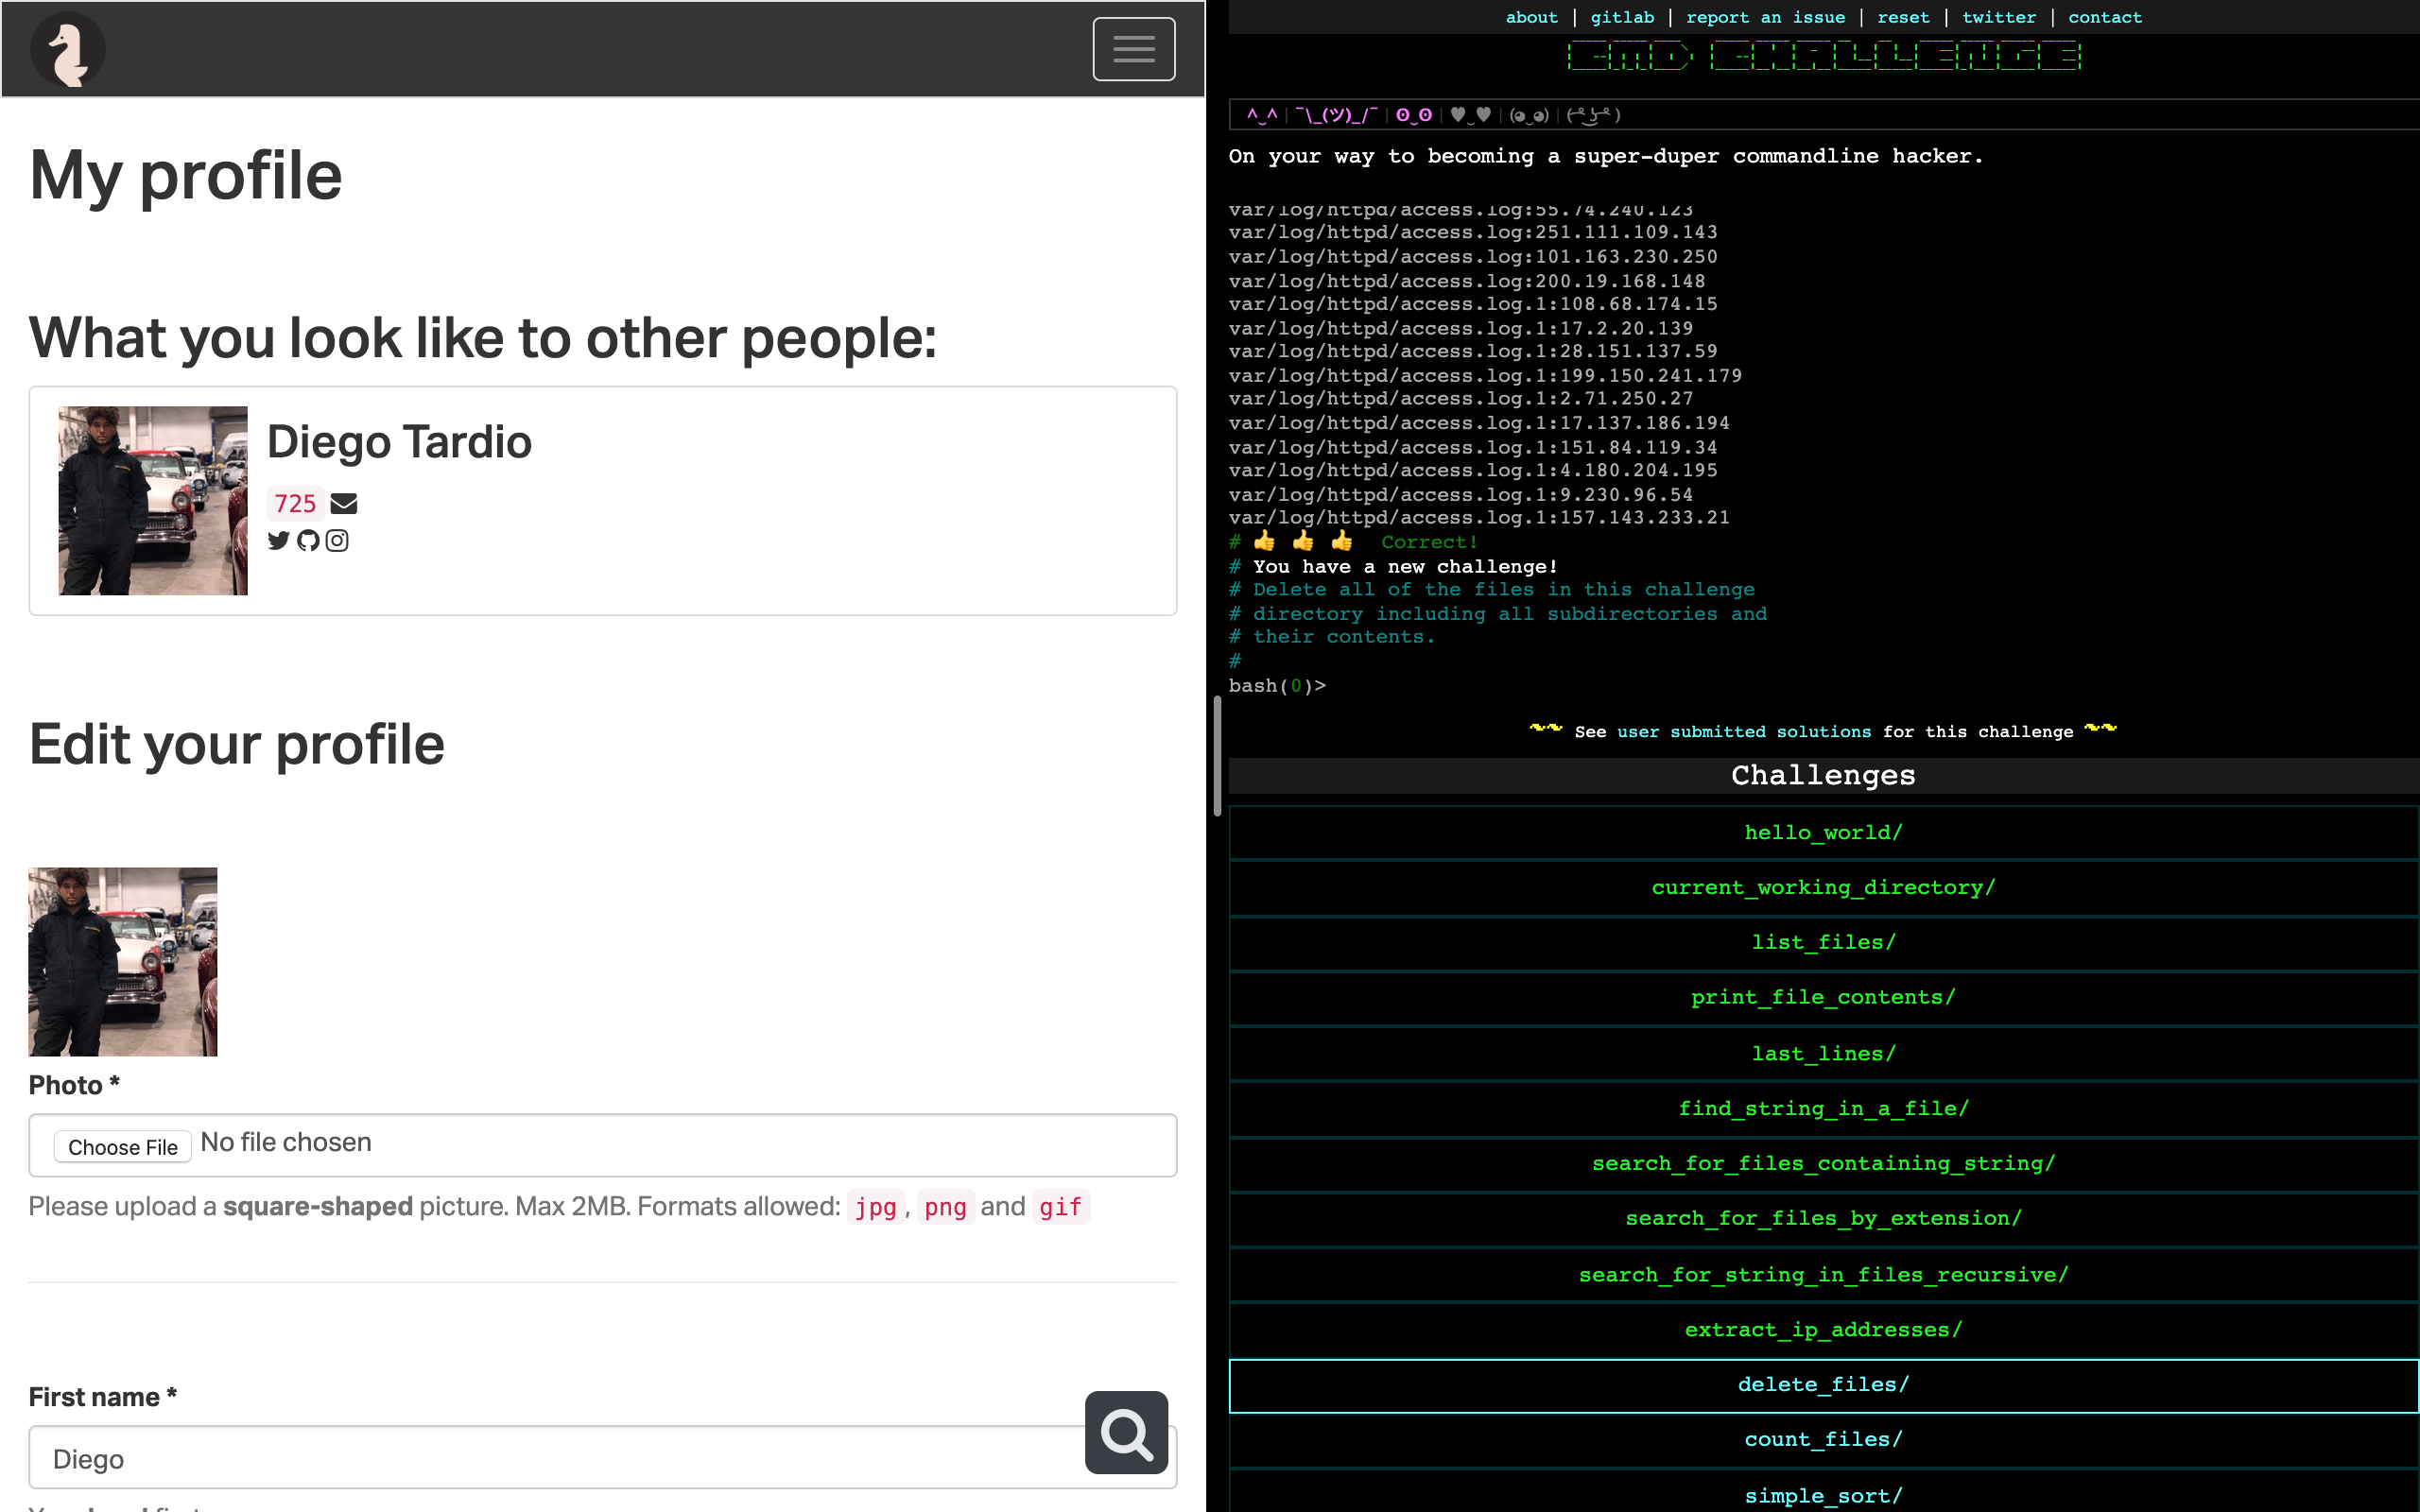 My profile
What you look like to other people:
Diego Tardio
725
Edit your profile
Photo *
Choose File No file chosen
Please upload a square-shaped picture. Max 2MB. Formats allowed: jpg , png and gif
First name *
Diego
about | gitlab | report an issue | reset | twitter | contact
CMD CHALLENGE
^‿^ | ¯\_(ツ)_/¯ | ʘ‿ʘ | ♥‿♥ | (◕‿◕) | ( ͡° ͜ʖ ͡° )
On your way to becoming a super-duper commandline hacker.
var/log/httpd/access.log:55.74.240.123
var/log/httpd/access.log:251.111.109.143
var/log/httpd/access.log:101.163.230.250
var/log/httpd/access.log:200.19.168.148
var/log/httpd/access.log.1:108.68.174.15
var/log/httpd/access.log.1:17.2.20.139
var/log/httpd/access.log.1:28.151.137.59
var/log/httpd/access.log.1:199.150.241.179
var/log/httpd/access.log.1:2.71.250.27
var/log/httpd/access.log.1:17.137.186.194
var/log/httpd/access.log.1:151.84.119.34
var/log/httpd/access.log.1:4.180.204.195
var/log/httpd/access.log.1:9.230.96.54
var/log/httpd/access.log.1:157.143.233.21
# 👍 👍 👍 Correct!
# You have a new challenge!
# Delete all of the files in this challenge
# directory including all subdirectories and
# their contents.
#
bash(0)>
~~ See user submitted solutions for this challenge ~~
Challenges
hello_world/
current_working_directory/
list_files/
print_file_contents/
last_lines/
find_string_in_a_file/
search_for_files_containing_string/
search_for_files_by_extension/
search_for_string_in_files_recursive/
extract_ip_addresses/
delete_files/
count_files/
simple_sort/